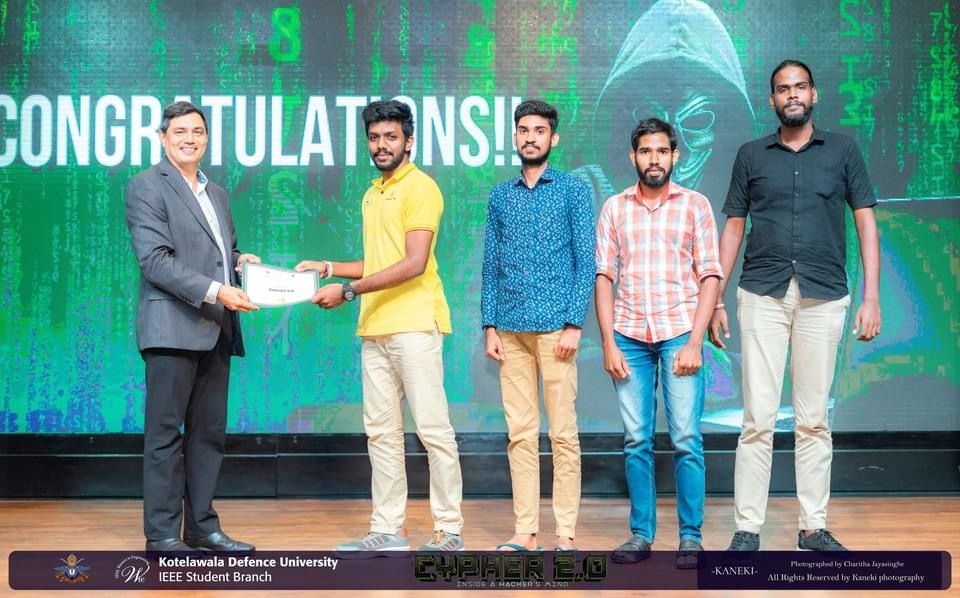 CONGRATULATIONS!!
Kotelawala Defence University
IEEE Student Branch
CYPHER 2.0
INSIDE A HACKER'S MIND
-KANEKI-
Photographed by Charitha Jayasinghe
All Rights Reserved by Kaneki photography